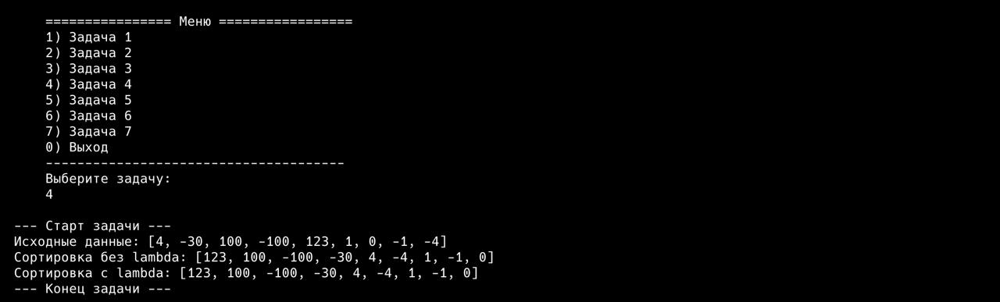 ================ Меню =================
1) Задача 1
2) Задача 2
3) Задача 3
4) Задача 4
5) Задача 5
6) Задача 6
7) Задача 7
0) Выход
--------------------------------------
Выберите задачу:
4
--- Старт задачи ---
Исходные данные: [4, -30, 100, -100, 123, 1, 0, -1, -4]
Сортировка без lambda: [123, 100, -100, -30, 4, -4, 1, -1, 0]
Сортировка с lambda: [123, 100, -100, -30, 4, -4, 1, -1, 0]
--- Конец задачи ---